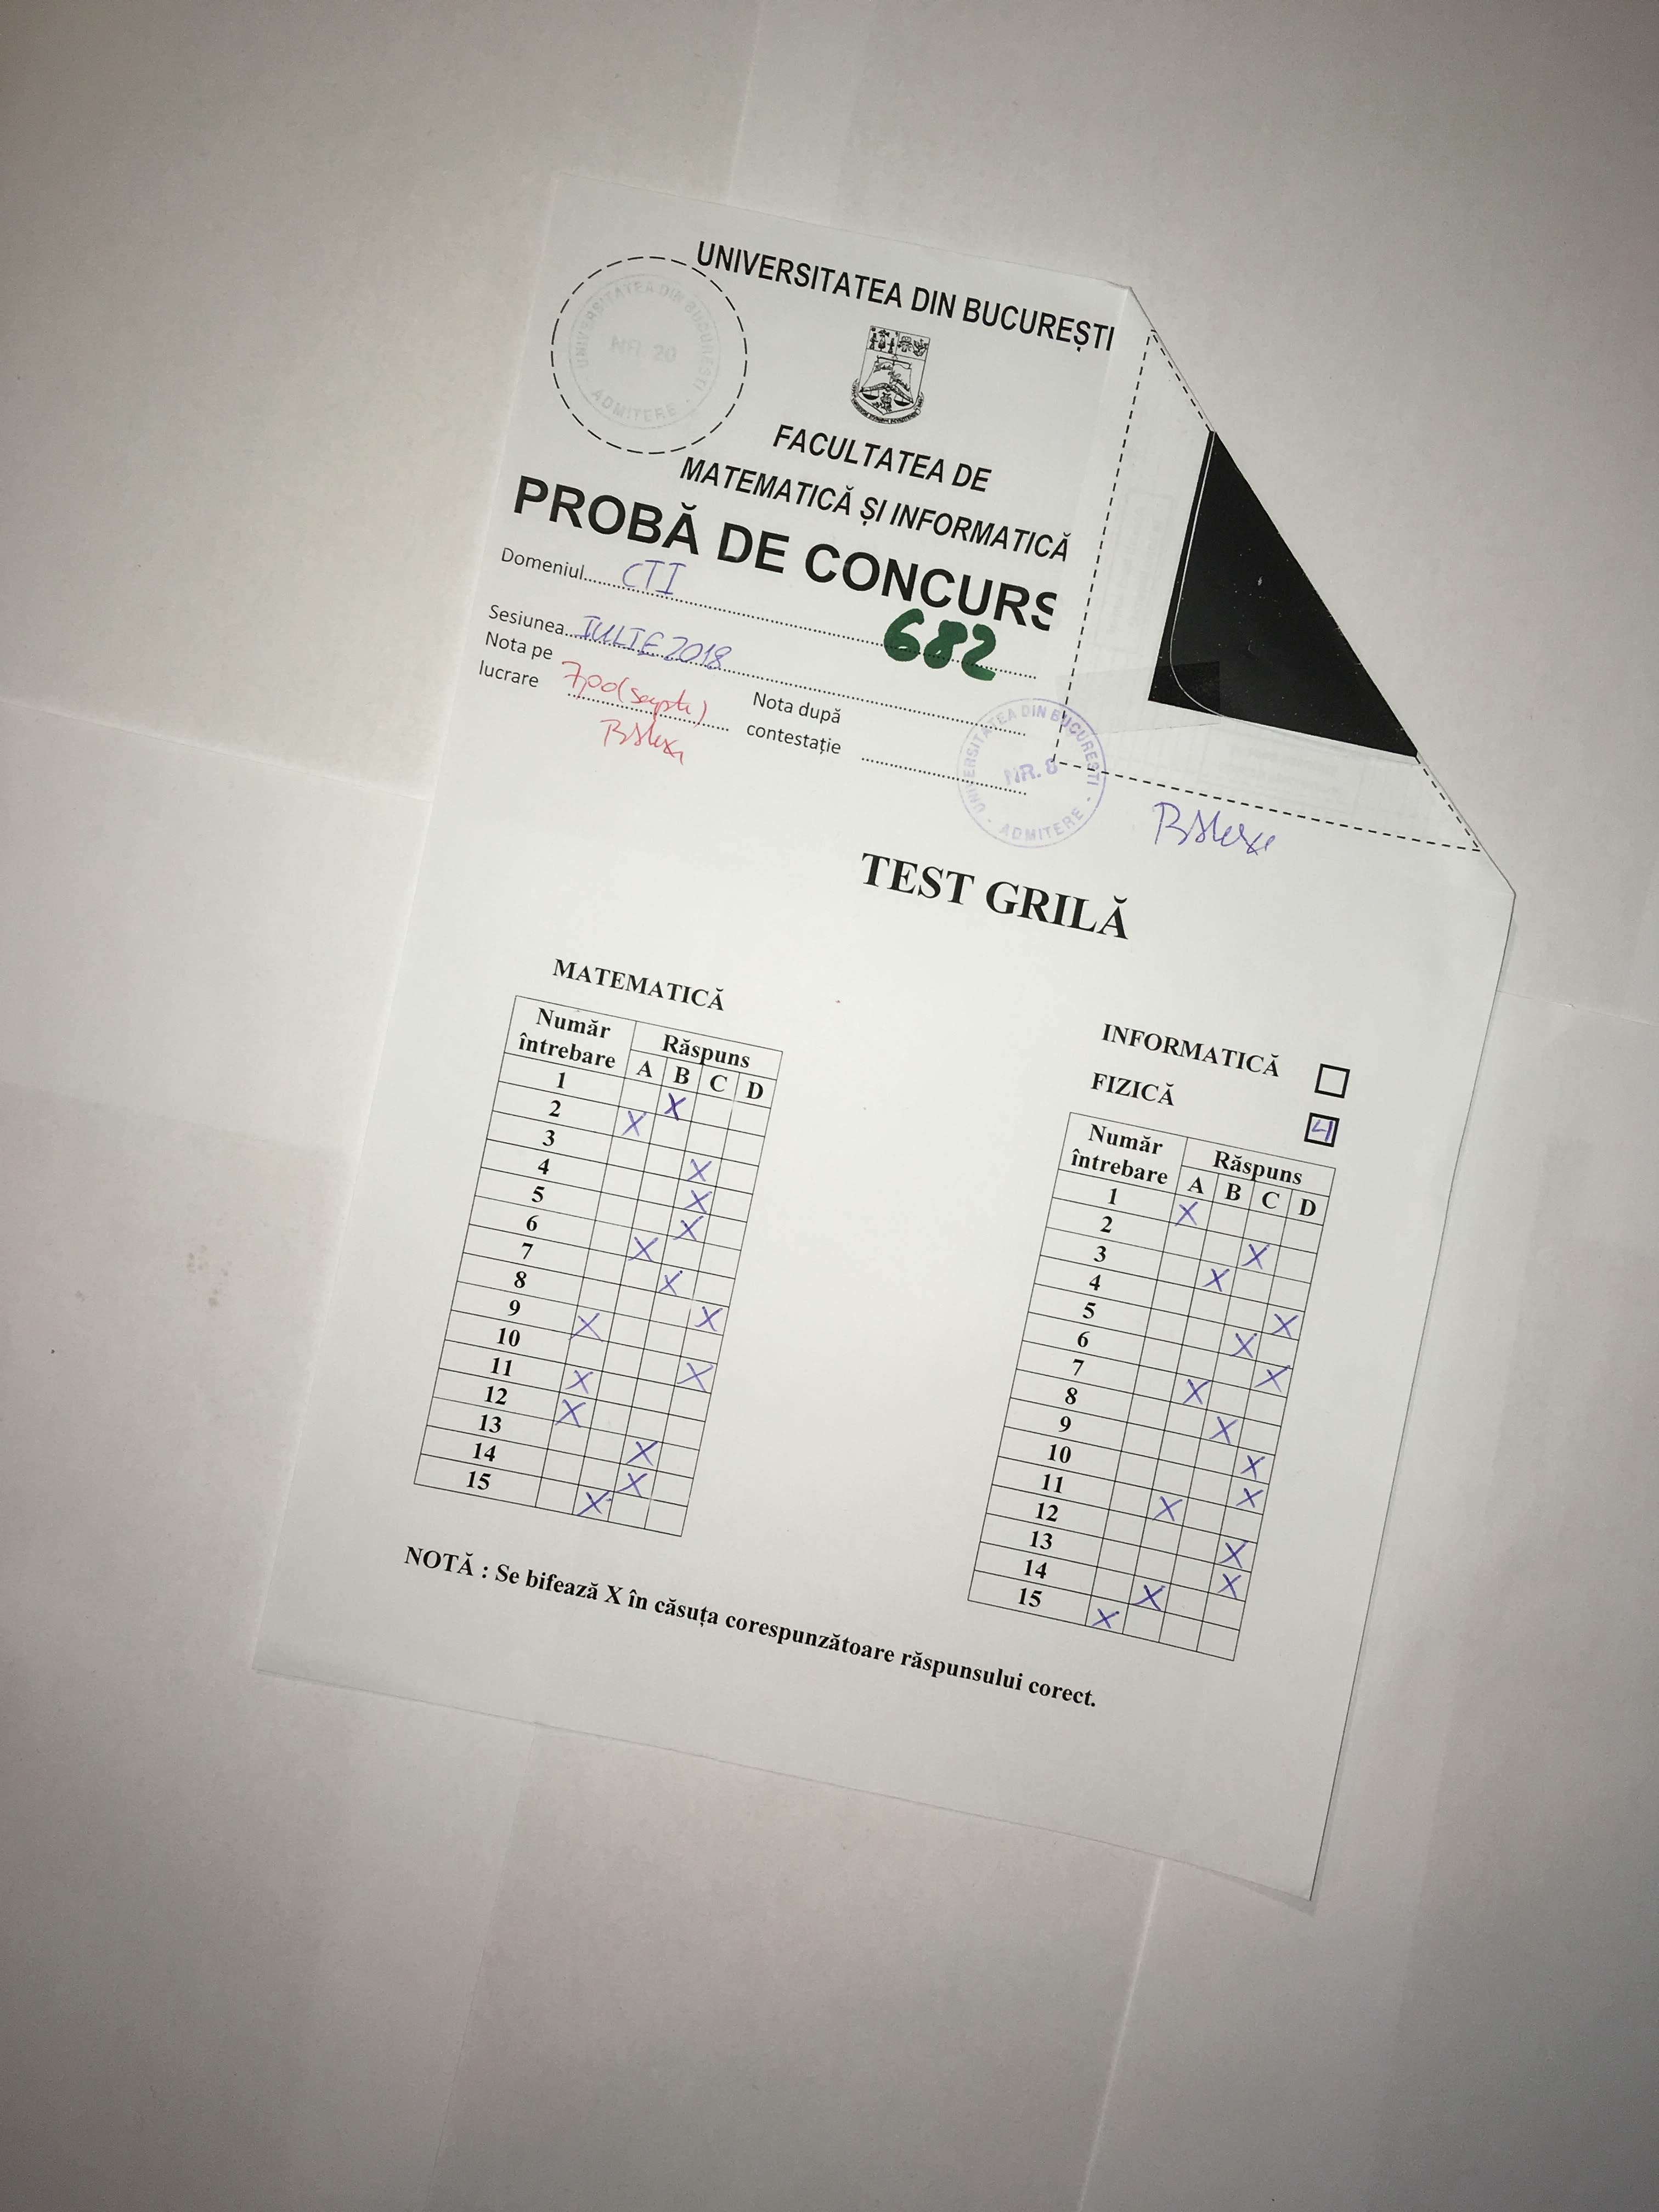 UNIVERSITATEA DIN BUCUREȘTI
UNIVERSITATEA DIN BUCUREȘTI
NR. 20
ADMITERE
FACULTATEA DE
MATEMATICĂ ȘI INFORMATICĂ
PROBĂ DE CONCURS
Domeniul CTI
682
Sesiunea IULIE 2018
Nota pe lucrare 7,00 (șapte)
Nota după contestație
UNIVERSITATEA DIN BUCUREȘTI
NR. 8
ADMITERE
TEST GRILĂ
MATEMATICĂ
Număr întrebare Răspuns
A B C D
1 X
2 X
3 X
4 X
5 X
6 X
7 X
8 X
9 X
10 X
11 X
12 X
13 X
14 X
15 X
INFORMATICĂ
FIZICĂ
Număr întrebare Răspuns
A B C D
1 X
2 X
3 X
4 X
5 X
6 X
7 X
8 X
9 X
10 X
11 X
12 X
13 X
14 X
15 X
NOTĂ : Se bifează X în căsuța corespunzătoare răspunsului corect.